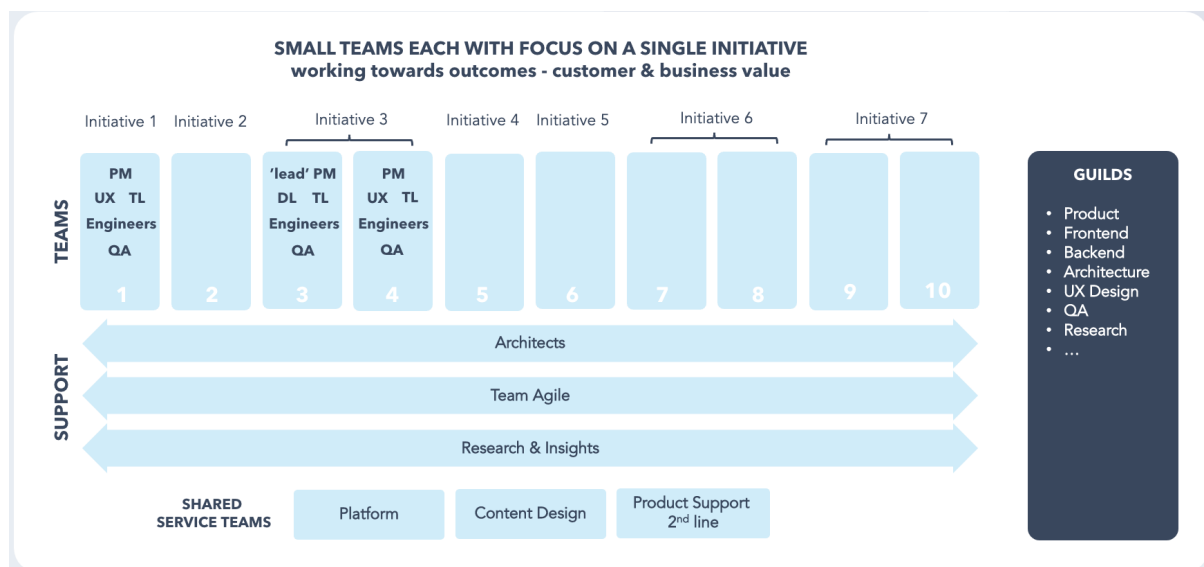 SMALL TEAMS EACH WITH FOCUS ON A SINGLE INITIATIVE
working towards outcomes - customer & business value
Initiative 1
Initiative 2
Initiative 3
Initiative 4
Initiative 5
Initiative 6
Initiative 7
TEAMS
PM
UX TL
Engineers
QA
1
2
'lead' PM
DL TL
Engineers
QA
3
PM
UX TL
Engineers
QA
4
5
6
7
8
9
10
SUPPORT
Architects
Team Agile
Research & Insights
SHARED
SERVICE TEAMS
Platform
Content Design
Product Support
2nd line
GUILDS
• Product
• Frontend
• Backend
• Architecture
• UX Design
• QA
• Research
• ...